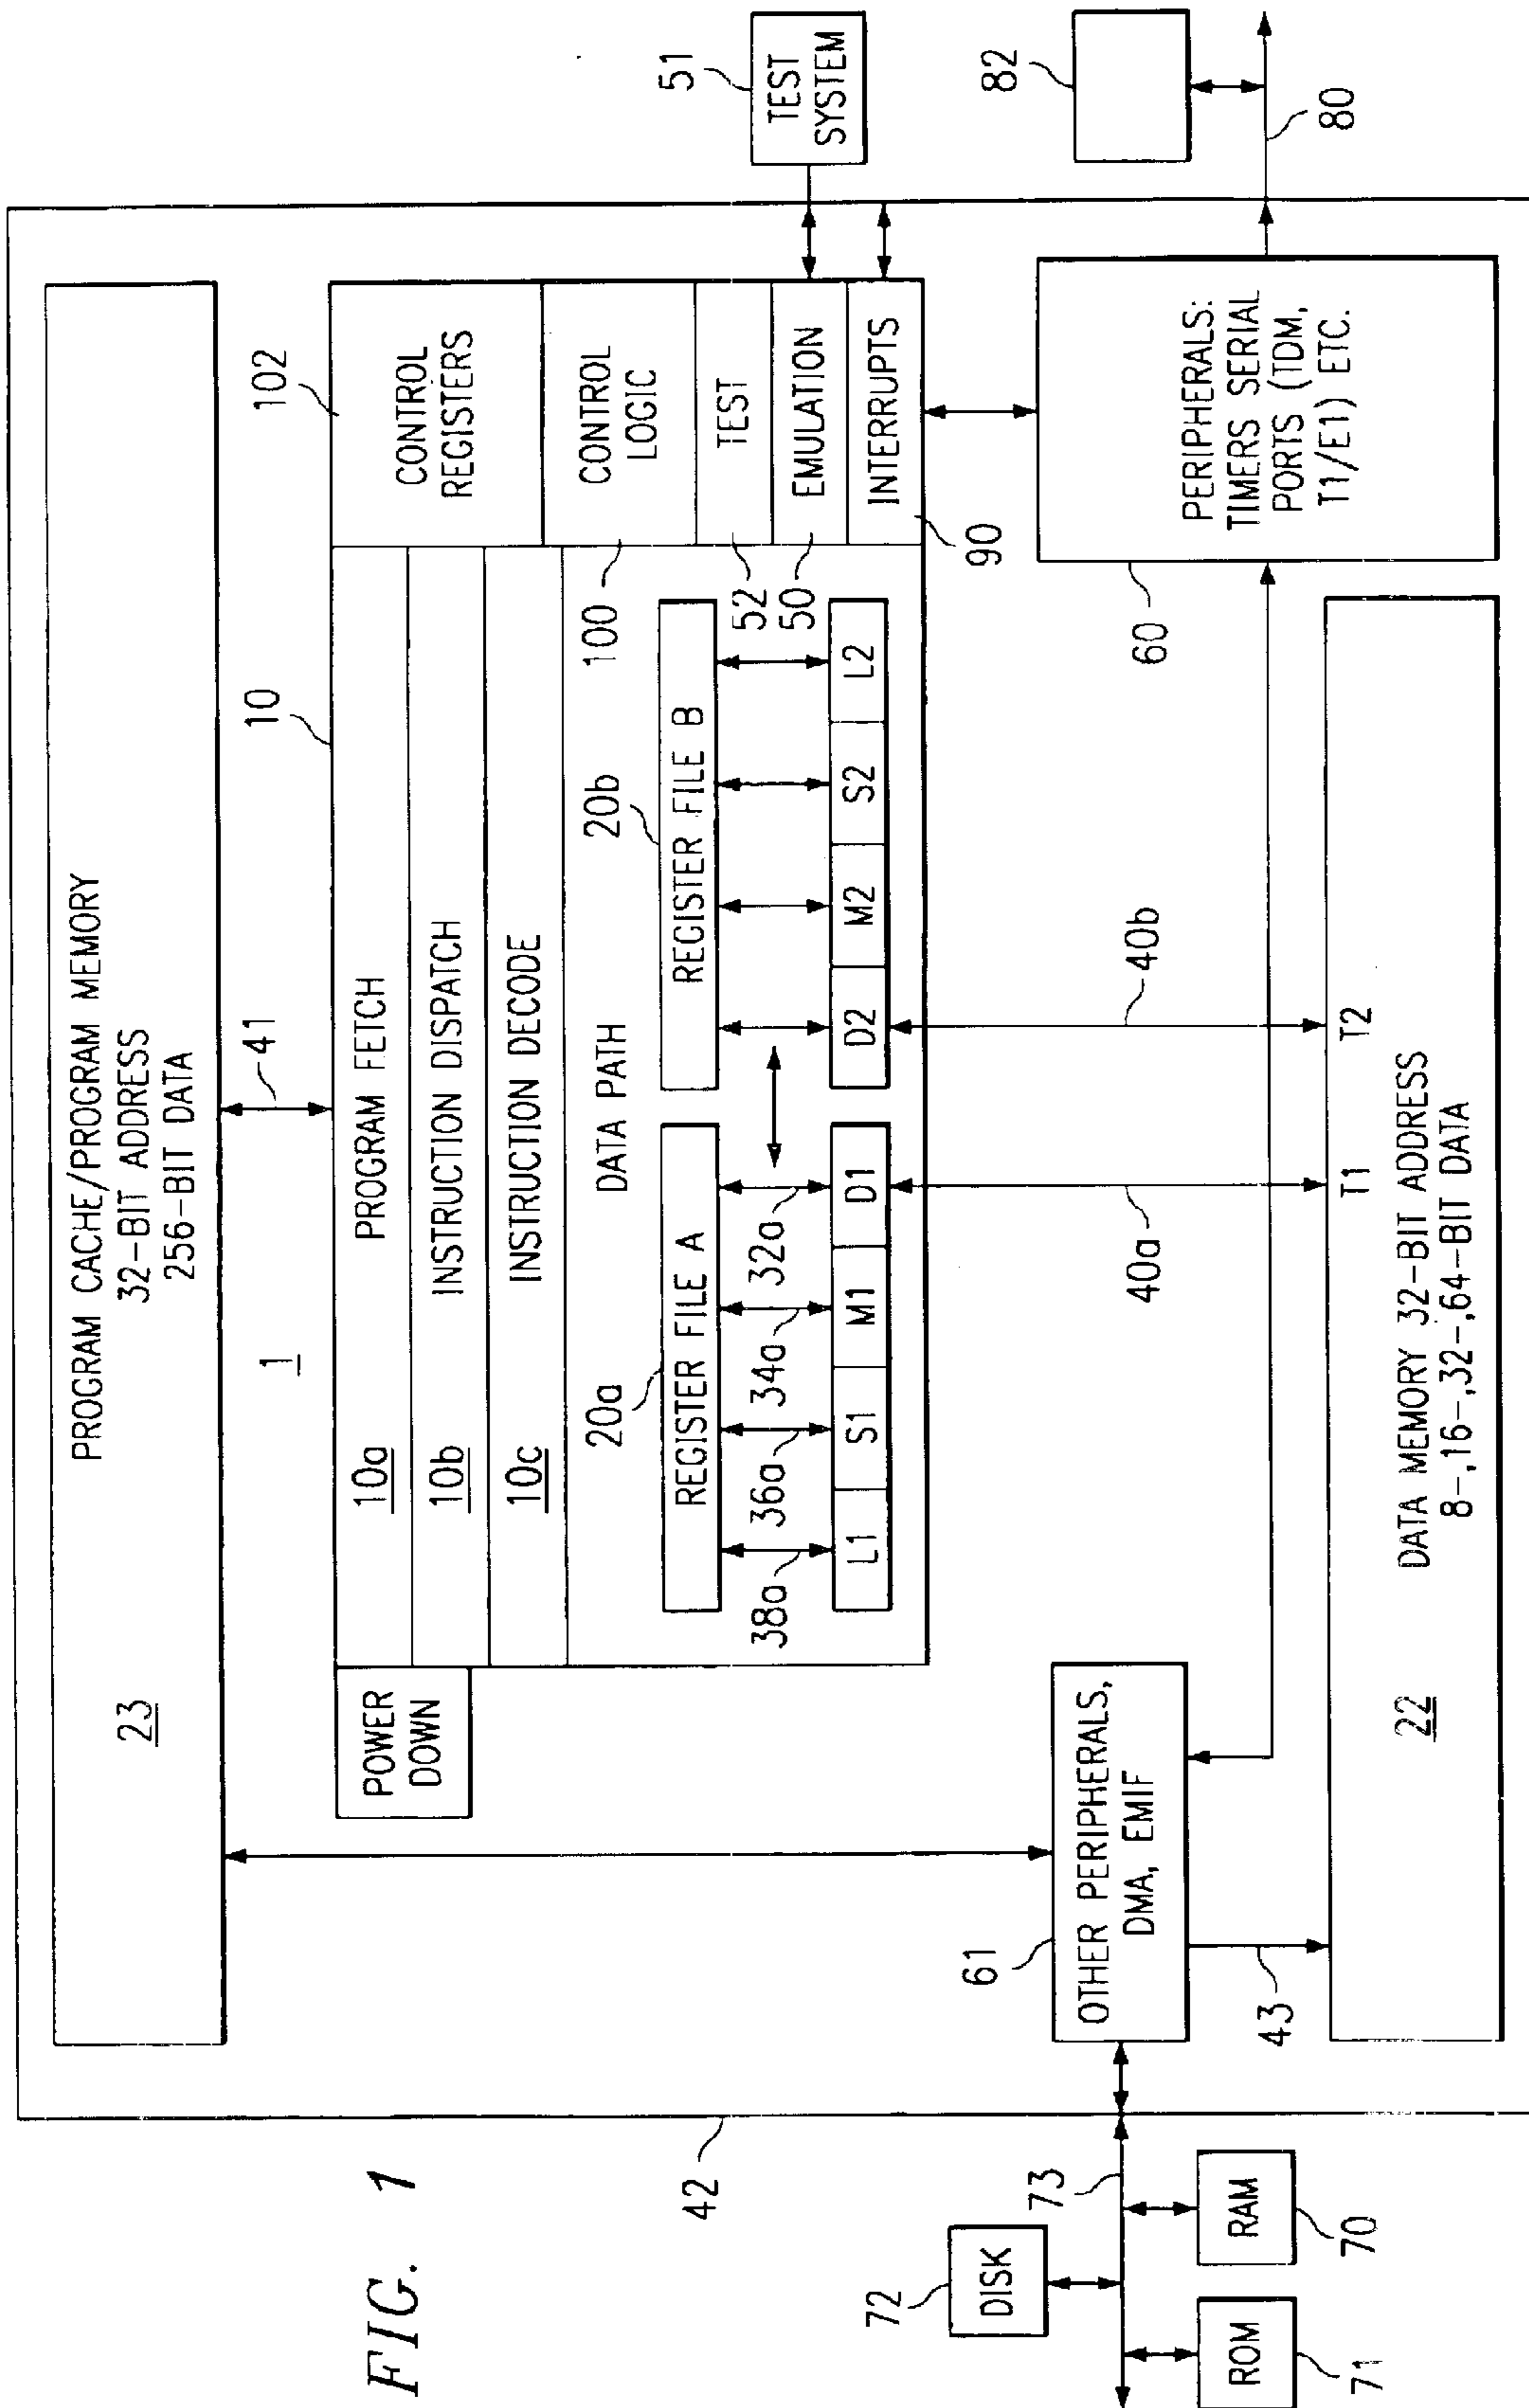 FIG. 1
42
PROGRAM CACHE/PROGRAM MEMORY
32-BIT ADDRESS
256-BIT DATA
23
41
1
10
102
POWER
DOWN
10a
PROGRAM FETCH
10b
INSTRUCTION DISPATCH
10c
INSTRUCTION DECODE
DATA PATH
CONTROL
REGISTERS
CONTROL
LOGIC
TEST
EMULATION
INTERRUPTS
100
52
50
90
20a
REGISTER FILE A
20b
REGISTER FILE B
38a
36a
34a
32a
L1
S1
M1
D1
D2
M2
S2
L2
51
TEST
SYSTEM
82
80
40a
40b
61
OTHER PERIPHERALS,
DMA, EMIF
43
60
PERIPHERALS:
TIMERS SERIAL
PORTS (TDM,
T1/E1) ETC.
T1
T2
DATA MEMORY 32-BIT ADDRESS
8-,16-,32-,64-BIT DATA
22
72
DISK
73
ROM
71
RAM
70